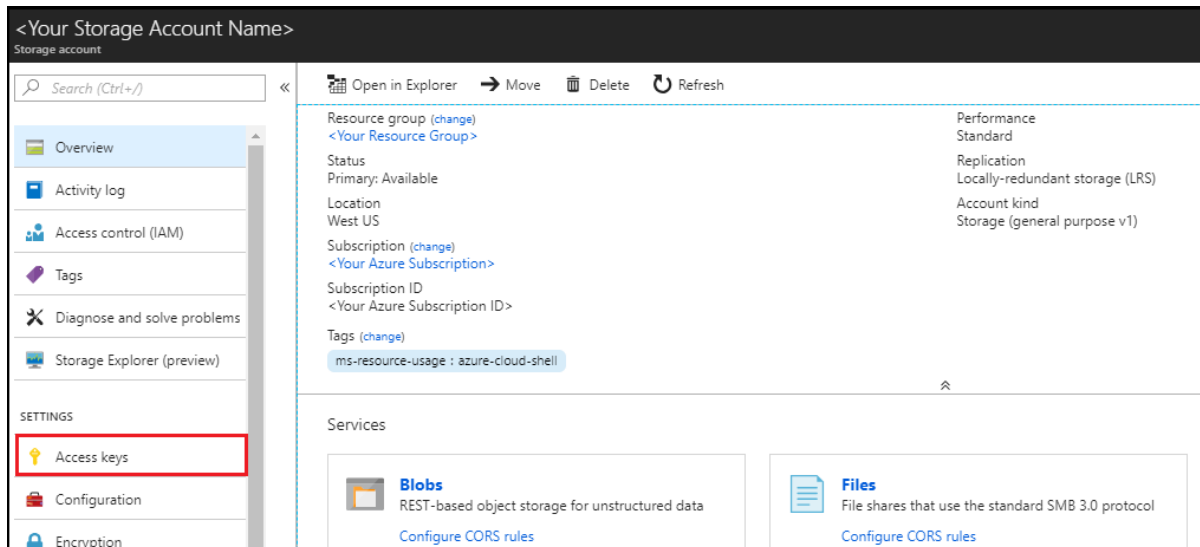 <Your Storage Account Name>
Storage account
Search (Ctrl+/)
«
Overview
Activity log
Access control (IAM)
Tags
Diagnose and solve problems
Storage Explorer (preview)
SETTINGS
Access keys
Configuration
Encryption
Open in Explorer Move Delete Refresh
Resource group (change)
<Your Resource Group>
Status
Primary: Available
Location
West US
Subscription (change)
<Your Azure Subscription>
Subscription ID
<Your Azure Subscription ID>
Tags (change)
ms-resource-usage : azure-cloud-shell
Performance
Standard
Replication
Locally-redundant storage (LRS)
Account kind
Storage (general purpose v1)
Services
Blobs
REST-based object storage for unstructured data
Configure CORS rules
Files
File shares that use the standard SMB 3.0 protocol
Configure CORS rules